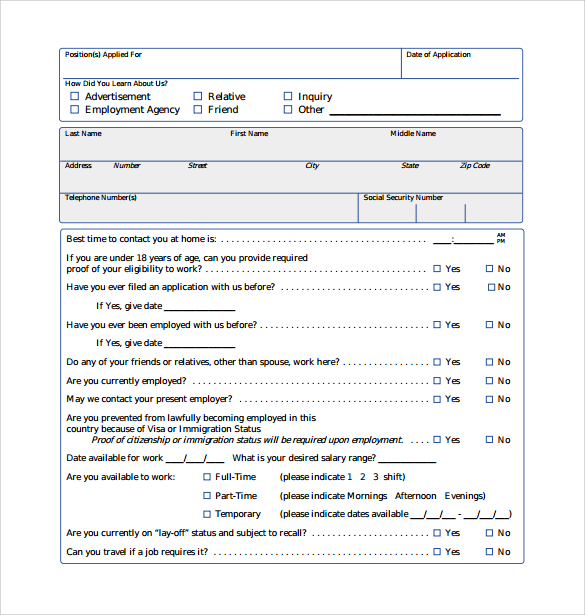 Position(s) Applied For Date of Application
How Did You Learn About Us?
☐ Advertisement ☐ Relative ☐ Inquiry
☐ Employment Agency ☐ Friend ☐ Other ______________________________
Last Name First Name Middle Name
Address Number Street City State Zip Code
Telephone Number(s) Social Security Number
Best time to contact you at home is: . . . . . . . . . . . . . . . . . . . . . . . . . . . . . . . . . . . . . . ____:________ AM PM
If you are under 18 years of age, can you provide required
proof of your eligibility to work? . . . . . . . . . . . . . . . . . . . . . . . . . . . . . . . . . . . . . . . . . ☐ Yes ☐ No
Have you ever filed an application with us before? . . . . . . . . . . . . . . . . . . . . . . . . . . . ☐ Yes ☐ No
If Yes, give date ______________
Have you ever been employed with us before? . . . . . . . . . . . . . . . . . . . . . . . . . . . . . . ☐ Yes ☐ No
If Yes, give date ______________
Do any of your friends or relatives, other than spouse, work here? . . . . . . . . . . . . . . . ☐ Yes ☐ No
Are you currently employed? . . . . . . . . . . . . . . . . . . . . . . . . . . . . . . . . . . . . . . . . . . . ☐ Yes ☐ No
May we contact your present employer? . . . . . . . . . . . . . . . . . . . . . . . . . . . . . . . . . . . ☐ Yes ☐ No
Are you prevented from lawfully becoming employed in this
country because of Visa or Immigration Status
Proof of citizenship or immigration status will be required upon employment. . . . . ☐ Yes ☐ No
Date available for work ____/____/____ What is your desired salary range? ____________
Are you available to work: ☐ Full-Time (please indicate 1 2 3 shift)
☐ Part-Time (please indicate Mornings Afternoon Evenings)
☐ Temporary (please indicate dates available ___/___/___ - ___/___/___)
Are you currently on “lay-off” status and subject to recall? . . . . . . . . . . . . . . . . . . . . . . ☐ Yes ☐ No
Can you travel if a job requires it? . . . . . . . . . . . . . . . . . . . . . . . . . . . . . . . . . . . . . . . . ☐ Yes ☐ No